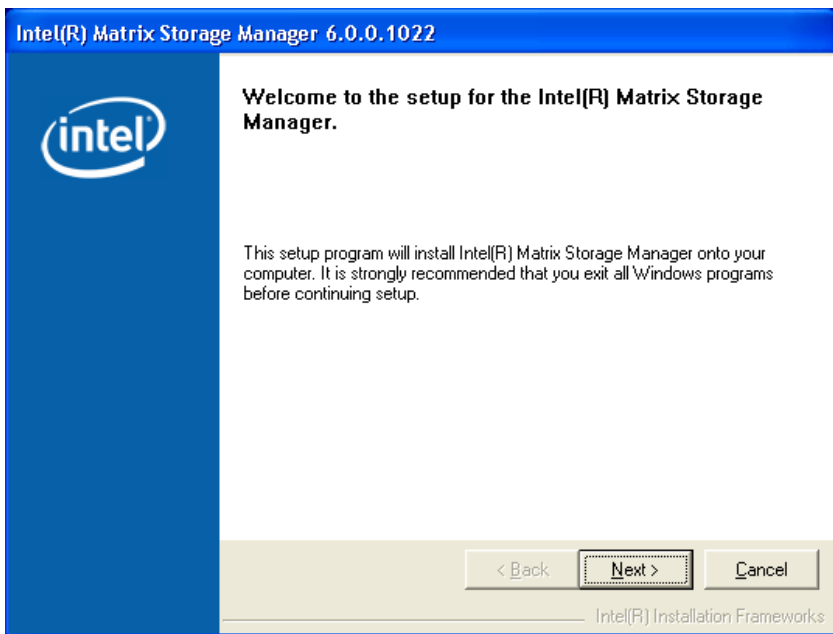 Intel(R) Matrix Storage Manager 6.0.0.1022
intel
Welcome to the setup for the Intel(R) Matrix Storage
Manager.
This setup program will install Intel(R) Matrix Storage Manager onto your
computer. It is strongly recommended that you exit all Windows programs
before continuing setup.
< Back Next > Cancel
Intel(R) Installation Frameworks